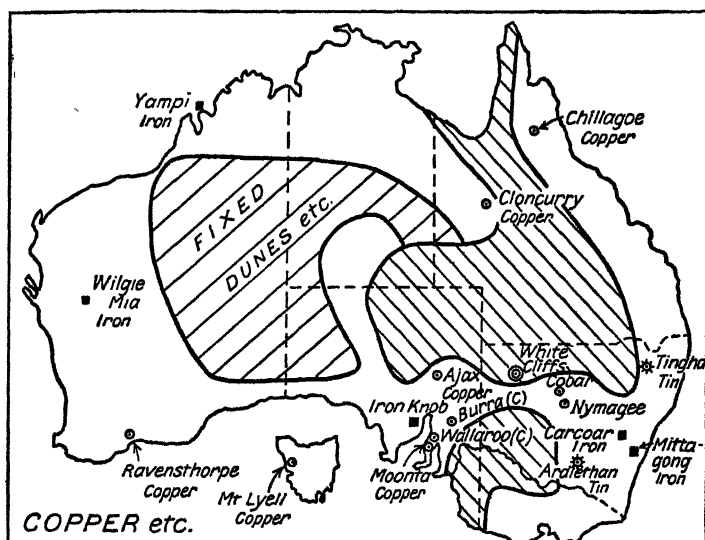 Yampi
Iron
Chillagoe
Copper
Cloncurry
Copper
FIXED
DUNES etc.
Wilgie
Mia
Iron
White
Cliffs
Cobar
Tingha
Tin
Ajax
Copper
Nymagee
Iron Knob
Burra (C)
Wallaroo (C)
Carcoar
Iron
Mitta-
gong
Iron
Moonta
Copper
Ardlethan
Tin
Ravensthorpe
Copper
Mt Lyell
Copper
COPPER etc.